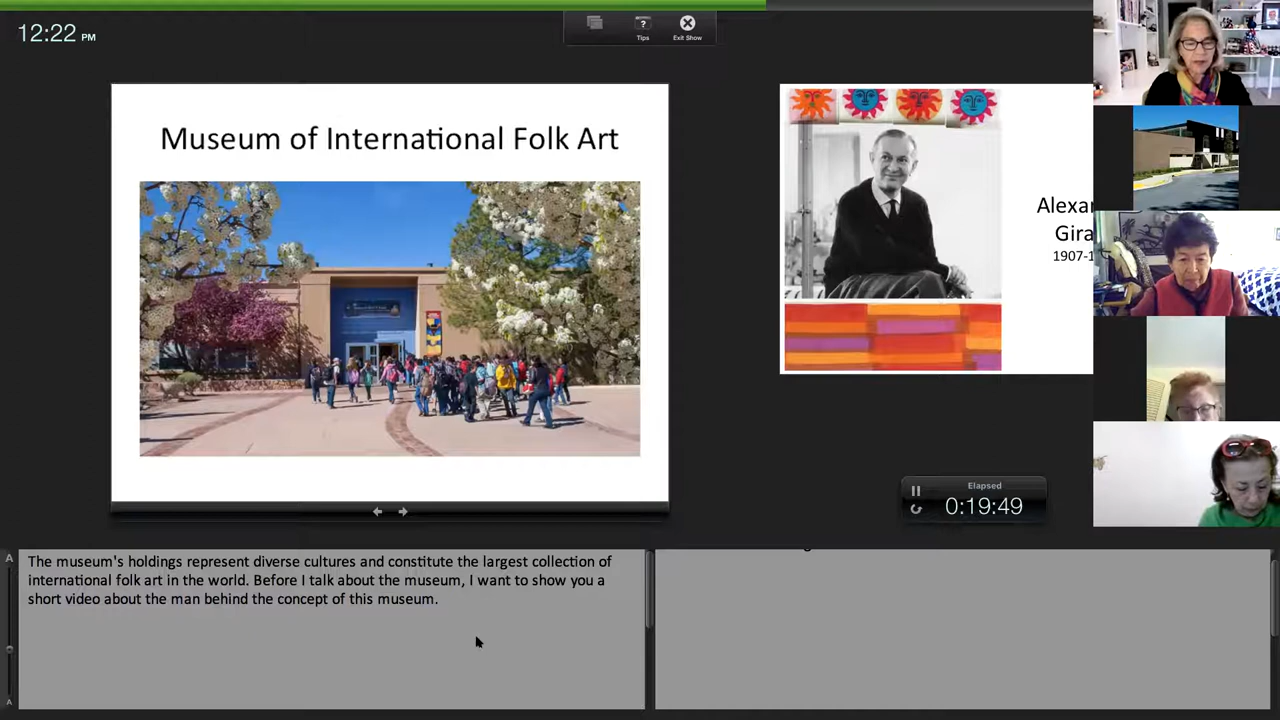 12:22 PM
Tips
Exit Show
Museum of International Folk Art
Alexan
Gira
1907-1
Elapsed
0:19:49
A
The museum's holdings represent diverse cultures and constitute the largest collection of
international folk art in the world. Before I talk about the museum, I want to show you a
short video about the man behind the concept of this museum.
A